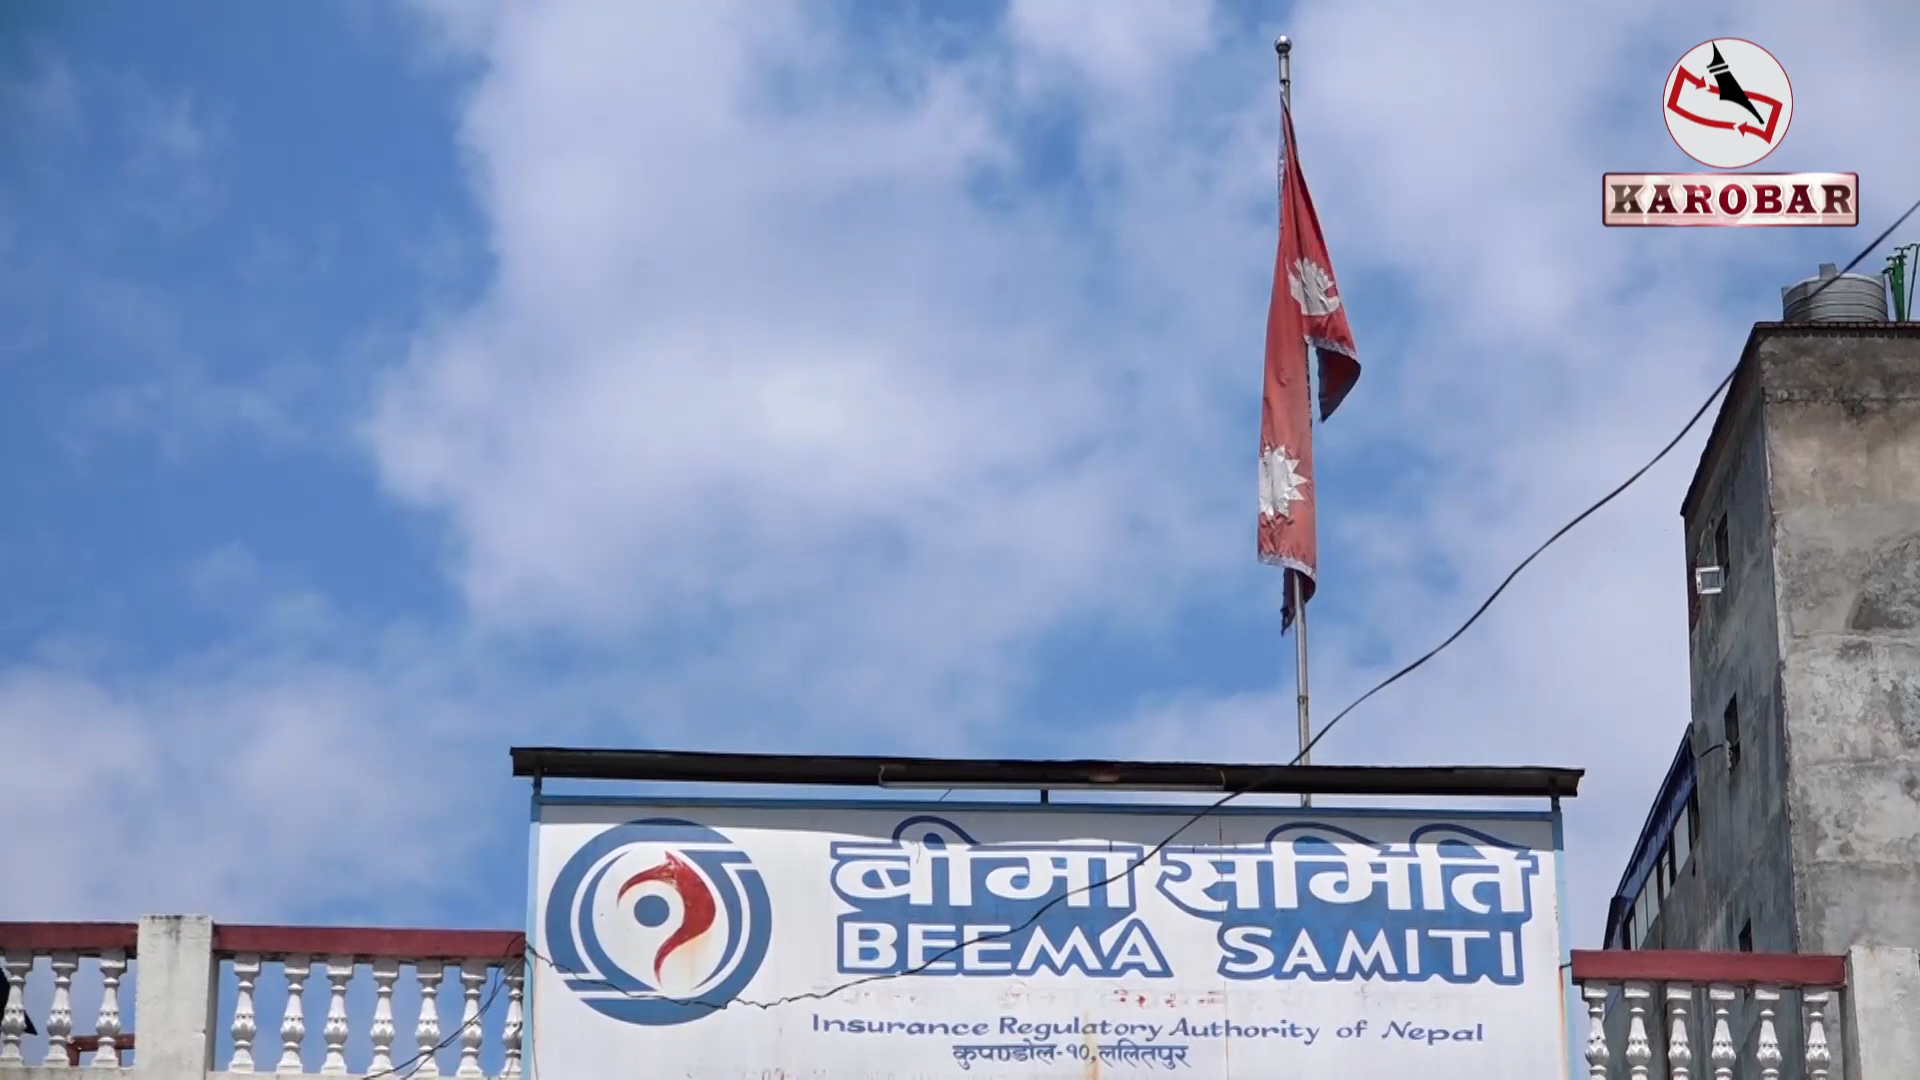 KAROBAR
बीमा समिति
BEEMA SAMITI
Insurance Regulatory Authority of Nepal
कुपण्डोल-१०, ललितपुर